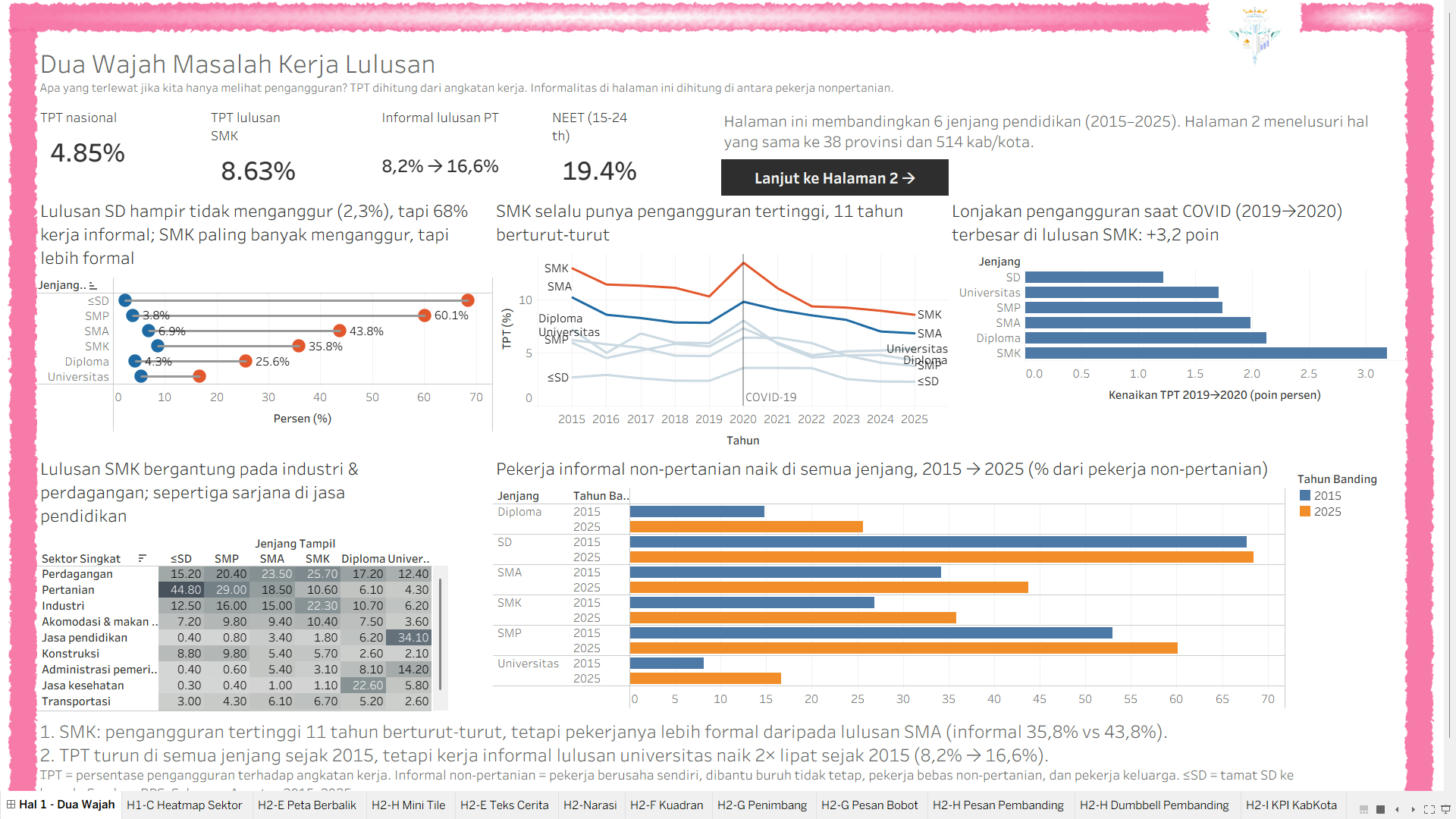 Dua Wajah Masalah Kerja Lulusan
Apa yang terlewat jika kita hanya melihat pengangguran? TPT dihitung dari angkatan kerja. Informalitas di halaman ini dihitung di antara pekerja nonpertanian.
TPT nasional
4.85%
TPT lulusan
SMK
8.63%
Informal lulusan PT
8,2% → 16,6%
NEET (15-24
th)
19.4%
Halaman ini membandingkan 6 jenjang pendidikan (2015–2025). Halaman 2 menelusuri hal
yang sama ke 38 provinsi dan 514 kab/kota.
Lanjut ke Halaman 2 →
Lulusan SD hampir tidak menganggur (2,3%), tapi 68%
kerja informal; SMK paling banyak menganggur, tapi
lebih formal
Jenjang..
≤SD
SMP 3.8% 60.1%
SMA 6.9% 43.8%
SMK 35.8%
Diploma 4.3% 25.6%
Universitas
0 10 20 30 40 50 60 70
Persen (%)
SMK selalu punya pengangguran tertinggi, 11 tahun
berturut-turut
TPT (%)
10
5
0
SMK
SMA
Diploma
Universitas
SMP
≤SD
SMK
SMA
Universitas
Diploma
SMP
≤SD
COVID-19
2015 2016 2017 2018 2019 2020 2021 2022 2023 2024 2025
Tahun
Lonjakan pengangguran saat COVID (2019→2020)
terbesar di lulusan SMK: +3,2 poin
Jenjang
SD
Universitas
SMP
SMA
Diploma
SMK
0.0 0.5 1.0 1.5 2.0 2.5 3.0
Kenaikan TPT 2019→2020 (poin persen)
Lulusan SMK bergantung pada industri &
perdagangan; sepertiga sarjana di jasa
pendidikan
Jenjang Tampil
Sektor Singkat ≤SD SMP SMA SMK Diploma Univer..
Perdagangan 15.20 20.40 23.50 25.70 17.20 12.40
Pertanian 44.80 29.00 18.50 10.60 6.10 4.30
Industri 12.50 16.00 15.00 22.30 10.70 6.20
Akomodasi & makan .. 7.20 9.80 9.40 10.40 7.50 3.60
Jasa pendidikan 0.40 0.80 3.40 1.80 6.20 34.10
Konstruksi 8.80 9.80 5.40 5.70 2.60 2.10
Administrasi pemeri.. 0.40 0.60 5.40 3.10 8.10 14.20
Jasa kesehatan 0.30 0.40 1.00 1.10 22.60 5.80
Transportasi 3.00 4.30 6.10 6.70 5.20 2.60
Pekerja informal non-pertanian naik di semua jenjang, 2015 → 2025 (% dari pekerja non-pertanian)
Jenjang Tahun Ba..
Diploma 2015
2025
SD 2015
2025
SMA 2015
2025
SMK 2015
2025
SMP 2015
2025
Universitas 2015
2025
0 5 10 15 20 25 30 35 40 45 50 55 60 65 70
Tahun Banding
2015
2025
1. SMK: pengangguran tertinggi 11 tahun berturut-turut, tetapi pekerjanya lebih formal daripada lulusan SMA (informal 35,8% vs 43,8%).
2. TPT turun di semua jenjang sejak 2015, tetapi kerja informal lulusan universitas naik 2× lipat sejak 2015 (8,2% → 16,6%).
TPT = persentase pengangguran terhadap angkatan kerja. Informal non-pertanian = pekerja berusaha sendiri, dibantu buruh tidak tetap, pekerja bebas non-pertanian, dan pekerja keluarga. ≤SD = tamat SD ke
Hal 1 - Dua Wajah H1-C Heatmap Sektor H2-E Peta Berbalik H2-H Mini Tile H2-E Teks Cerita H2-Narasi H2-F Kuadran H2-G Penimbang H2-G Pesan Bobot H2-H Pesan Pembanding H2-H Dumbbell Pembanding H2-I KPI KabKota